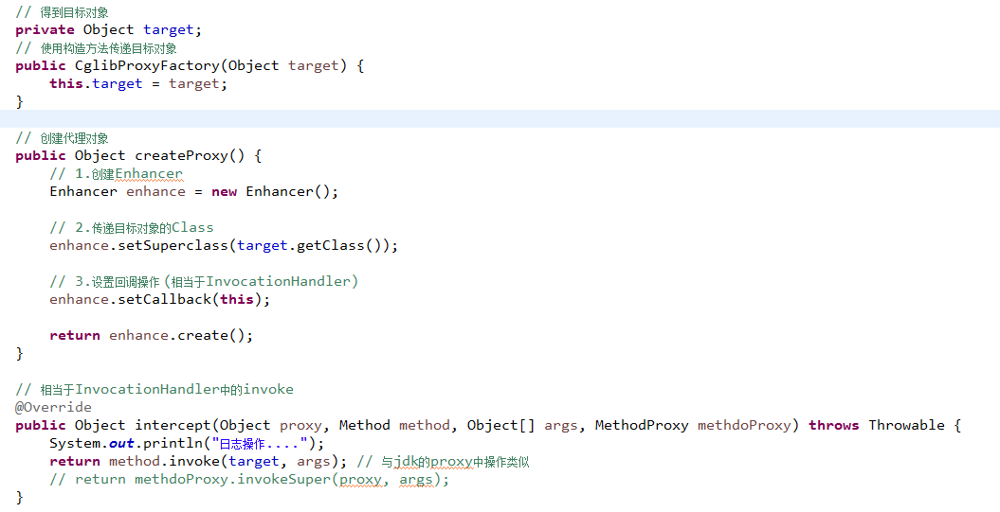 // 得到目标对象
private Object target;
// 使用构造方法传递目标对象
public CglibProxyFactory(Object target) {
    this.target = target;
}

// 创建代理对象
public Object createProxy() {
    // 1.创建Enhancer
    Enhancer enhance = new Enhancer();

    // 2.传递目标对象的Class
    enhance.setSuperclass(target.getClass());

    // 3.设置回调操作(相当于InvocationHandler)
    enhance.setCallback(this);

    return enhance.create();
}

// 相当于InvocationHandler中的invoke
@Override
public Object intercept(Object proxy, Method method, Object[] args, MethodProxy methdoProxy) throws Throwable {
    System.out.println("日志操作....");
    return method.invoke(target, args); // 与jdk的proxy中操作类似
    // return methdoProxy.invokeSuper(proxy, args);
}